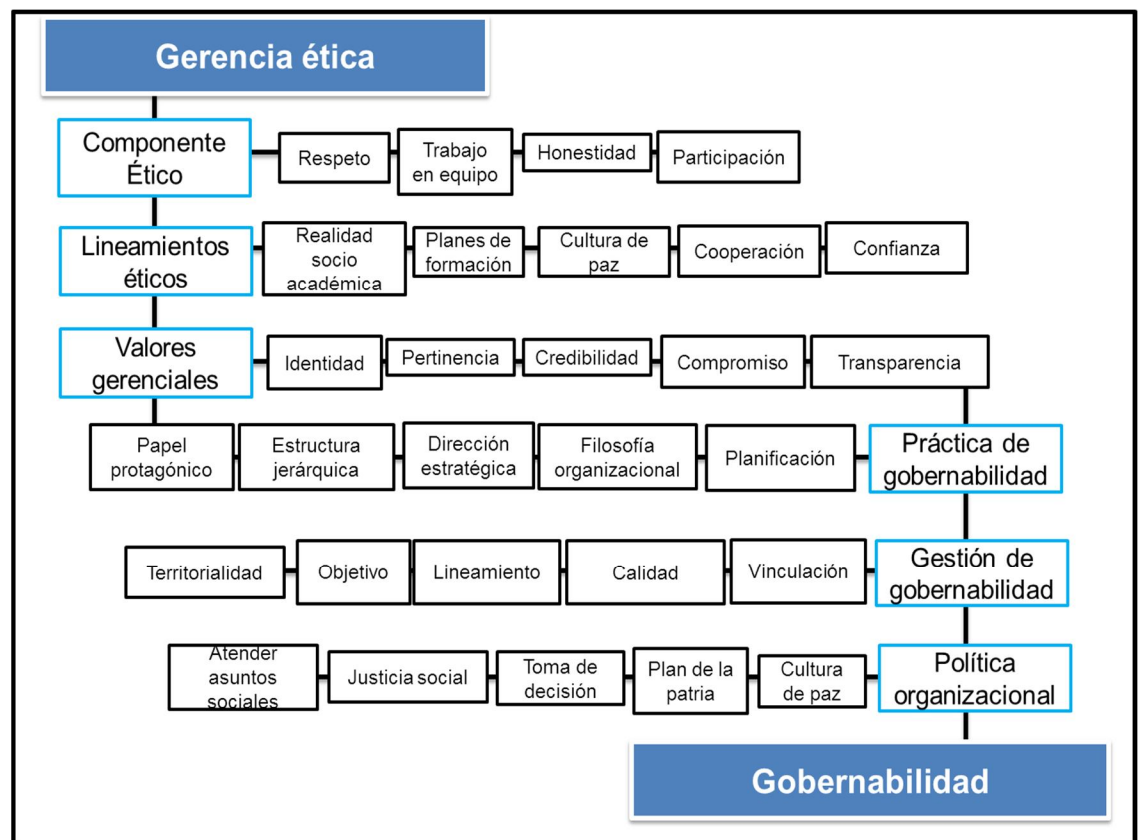 Gerencia ética
Componente
Ético
Respeto
Trabajo
en equipo
Honestidad
Participación
Lineamientos
éticos
Realidad
socio
académica
Planes de
formación
Cultura de
paz
Cooperación
Confianza
Valores
gerenciales
Identidad
Pertinencia
Credibilidad
Compromiso
Transparencia
Papel
protagónico
Estructura
jerárquica
Dirección
estratégica
Filosofía
organizacional
Planificación
Práctica de
gobernabilidad
Territorialidad
Objetivo
Lineamiento
Calidad
Vinculación
Gestión de
gobernabilidad
Atender
asuntos
sociales
Justicia social
Toma de
decisión
Plan de la
patria
Cultura
de paz
Política
organizacional
Gobernabilidad